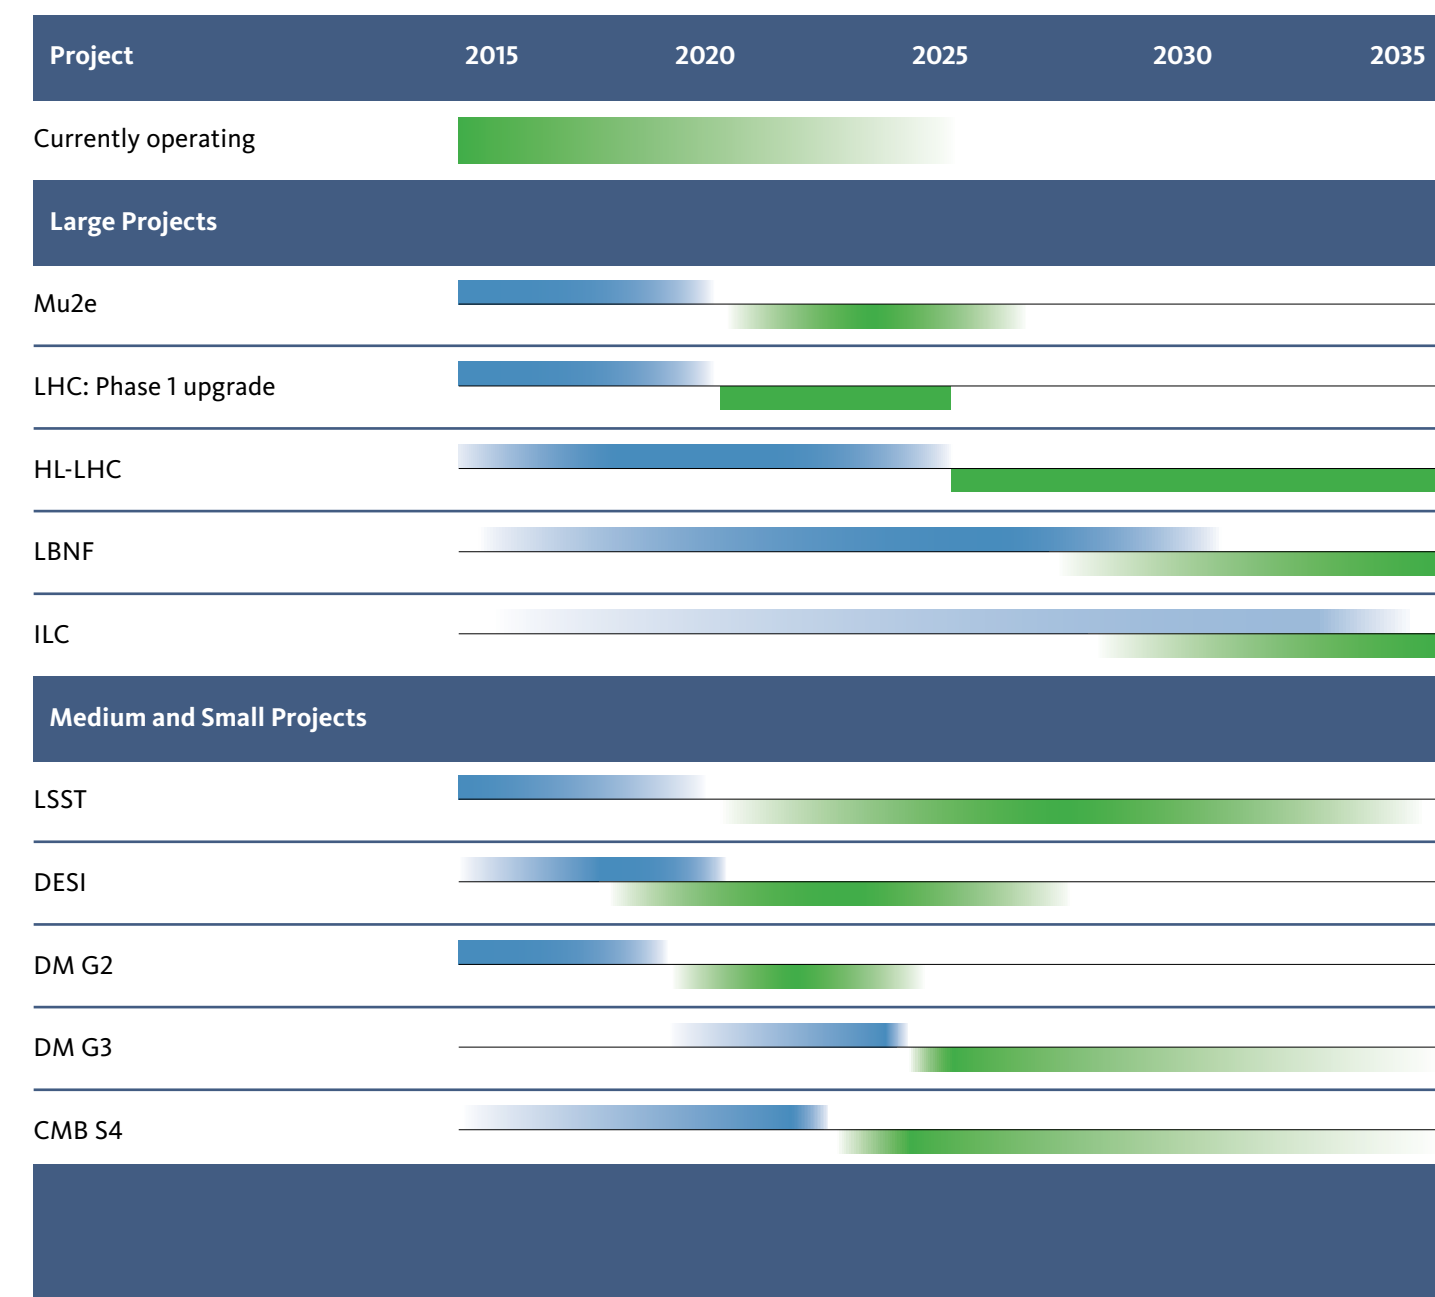 Project 2015 2020 2025 2030 2035
Currently operating
Large Projects
Mu2e
LHC: Phase 1 upgrade
HL-LHC
LBNF
ILC
Medium and Small Projects
LSST
DESI
DM G2
DM G3
CMB S4